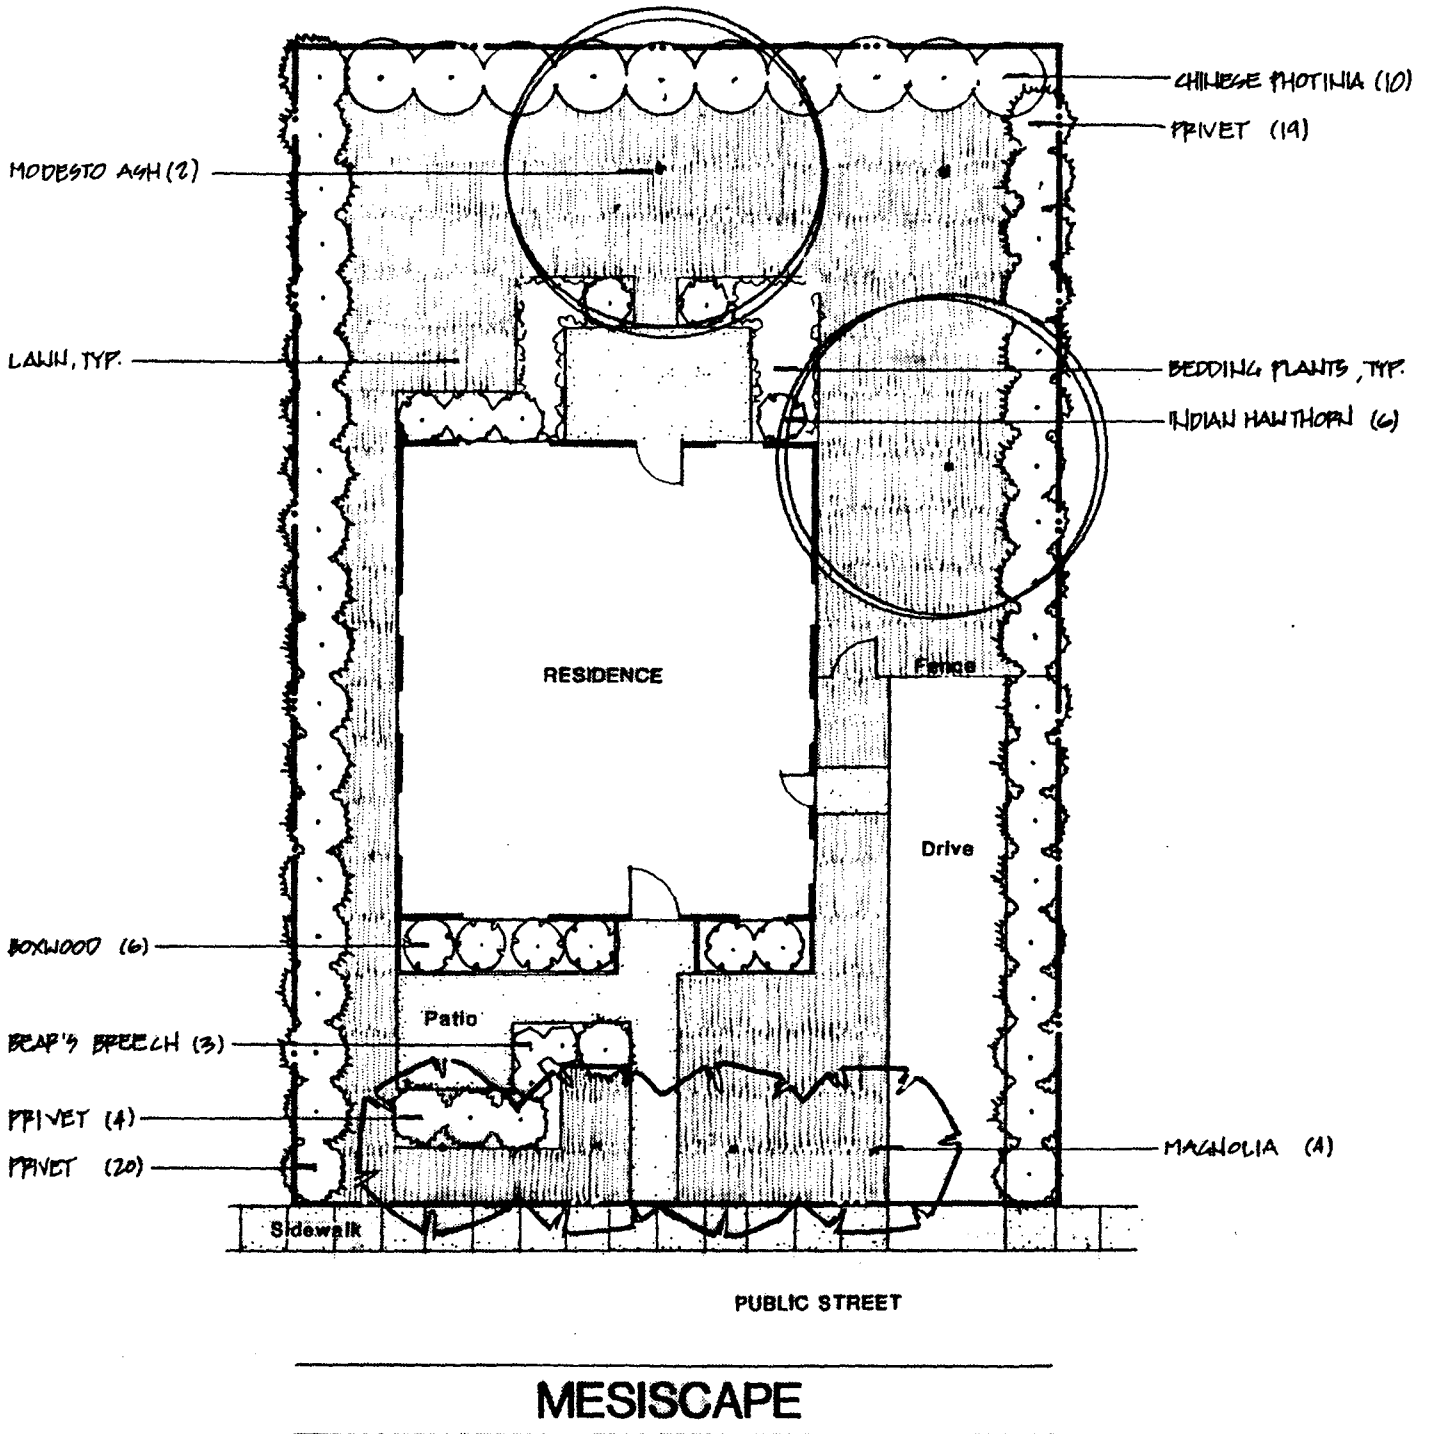 CHINESE PHOTINIA (10)
PRIVET (19)
MODESTO ASH (2)
LAWN, TYP.
BEDDING PLANTS, TYP.
INDIAN HAWTHORN (6)
RESIDENCE
Fence
Drive
BOXWOOD (6)
Patio
BEAR'S BREECH (3)
PRIVET (4)
PRIVET (20)
MAGNOLIA (4)
Sidewalk
PUBLIC STREET
MESISCAPE